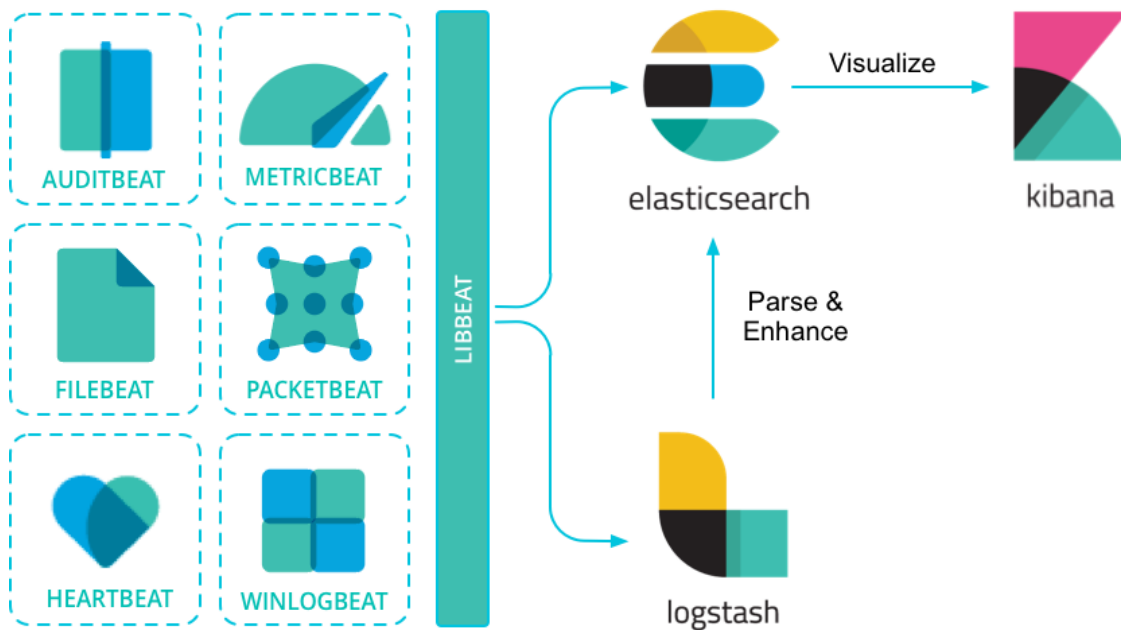 AUDITBEAT
METRICBEAT
FILEBEAT
PACKETBEAT
HEARTBEAT
WINLOGBEAT
LIBBEAT
elasticsearch
Visualize
kibana
Parse &
Enhance
logstash